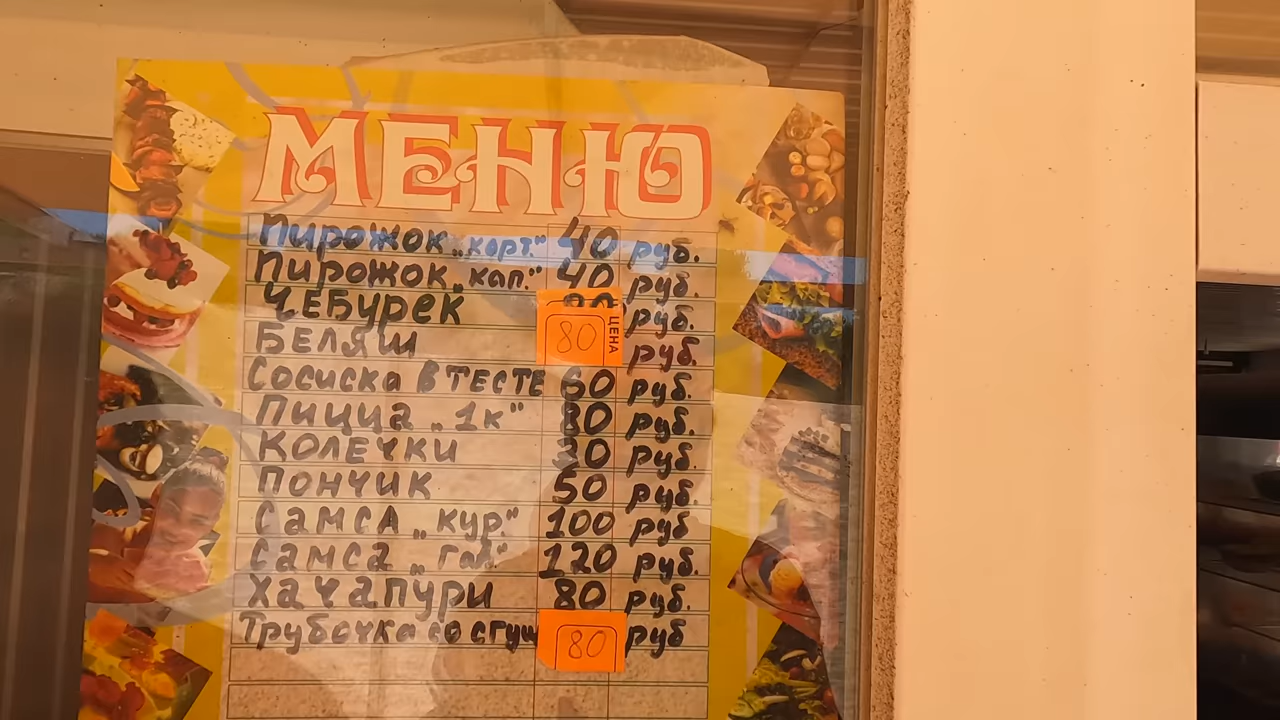 МЕНЮ
Пирожок „карт." 40 руб.
Пирожок „кап." 40 руб.
ЧЕБУРЕК руб.
БЕЛЯШ 80 ЦЕНА руб.
Сосиска в ТЕСТЕ 60 руб.
Пицца „1к" 80 руб.
КОЛЕЧКИ руб.
ПОНЧИК 50 руб.
САМСА „кур." 100 руб
Самса „Гов." 120 руб.
Хачапури 80 руб.
Трубочка со сгущ 80 руб